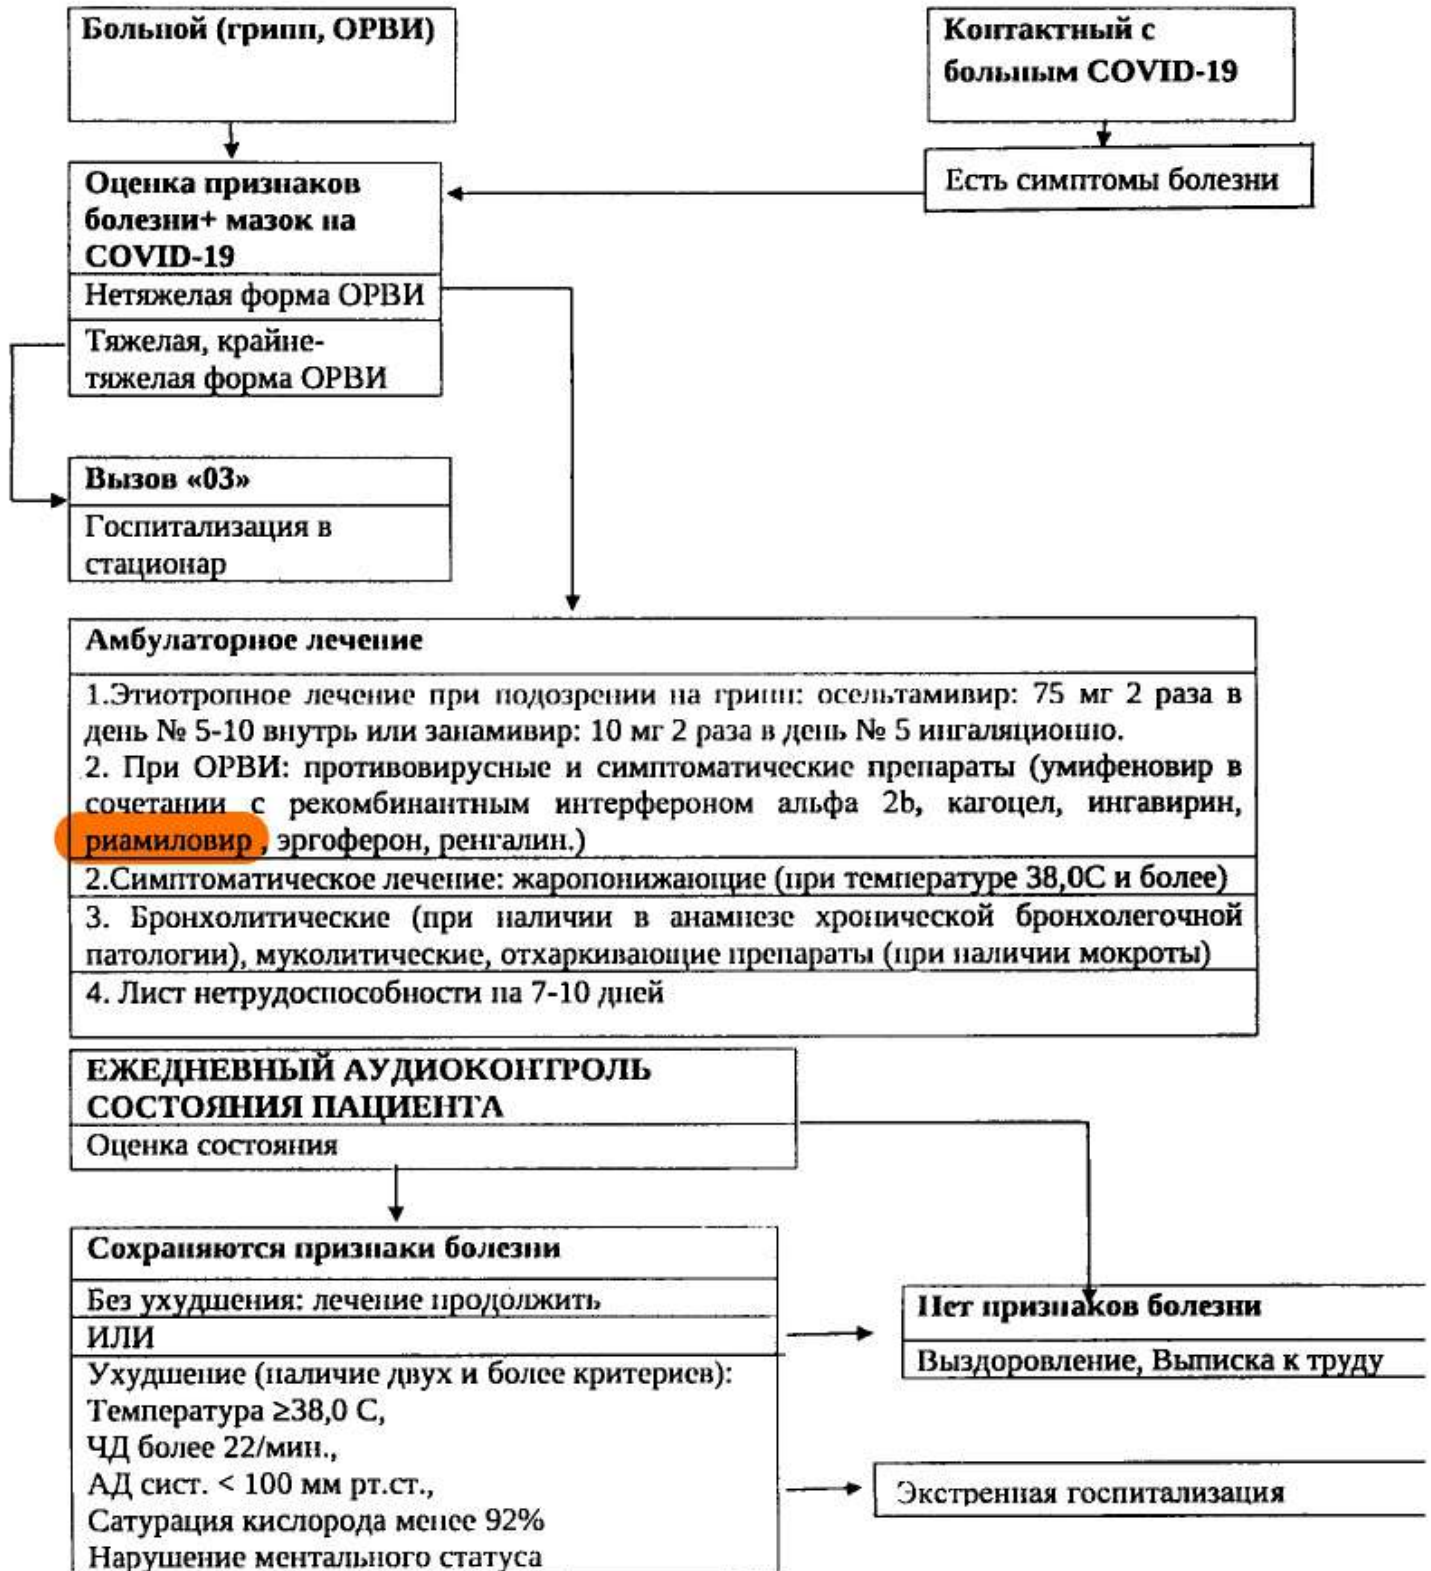 Больной (грипп, ОРВИ)
Контактный с
больным COVID-19
Оценка признаков
болезни+ мазок на
COVID-19
Есть симптомы болезни
Нетяжелая форма ОРВИ
Тяжелая, крайне-
тяжелая форма ОРВИ
Вызов «03»
Госпитализация в
стационар
Амбулаторное лечение
1.Этиотропное лечение при подозрении на грипп: осельтамивир: 75 мг 2 раза в
день № 5-10 внутрь или занамивир: 10 мг 2 раза в день № 5 ингаляционно.
2. При ОРВИ: противовирусные и симптоматические препараты (умифеновир в
сочетании с рекомбинантным интерфероном альфа 2b, кагоцел, ингавирин,
риамиловир , эргоферон, ренгалин.)
2.Симптоматическое лечение: жаропонижающие (при температуре 38,0С и более)
3. Бронхолитические (при наличии в анамнезе хронической бронхолегочной
патологии), муколитические, отхаркивающие препараты (при наличии мокроты)
4. Лист нетрудоспособности на 7-10 дней
ЕЖЕДНЕВНЫЙ АУДИОКОНТРОЛЬ
СОСТОЯНИЯ ПАЦИЕНТА
Оценка состояния
Сохраняются признаки болезни
Без ухудшения: лечение продолжить
ИЛИ
Ухудшение (наличие двух и более критериев):
Температура ≥38,0 С,
ЧД более 22/мин.,
АД сист. < 100 мм рт.ст.,
Сатурация кислорода менее 92%
Нарушение ментального статуса
Нет признаков болезни
Выздоровление, Выписка к труду
Экстренная госпитализация